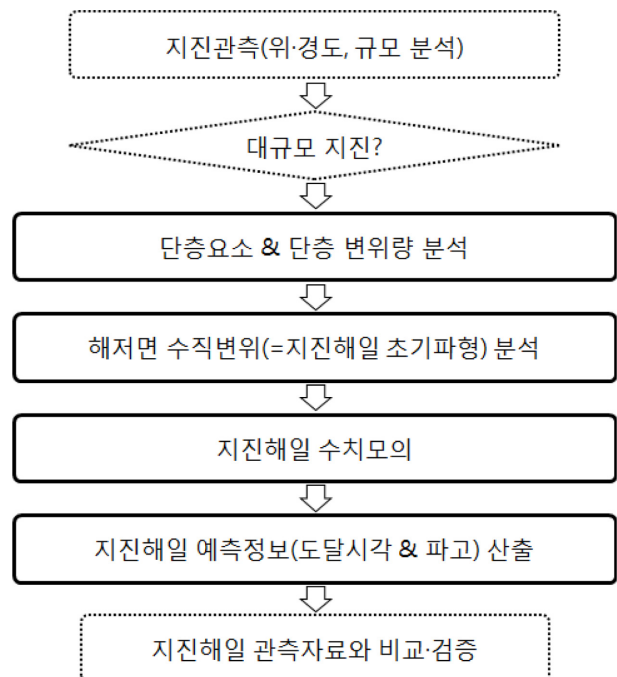 지진관측(위·경도, 규모 분석)
대규모 지진?
단층요소 & 단층 변위량 분석
해저면 수직변위(=지진해일 초기파형) 분석
지진해일 수치모의
지진해일 예측정보(도달시각 & 파고) 산출
지진해일 관측자료와 비교·검증